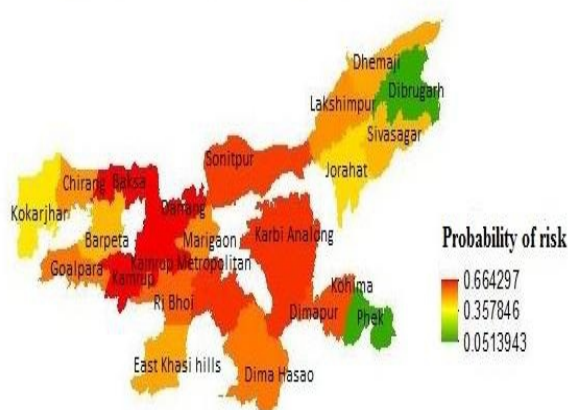 Dhemaji
Dibrugarh
Lakshimpur
Sivasagar
Sonitpur
Jorahat
Chirang
Baksa
Kokarjhar
Darrang
Barpeta
Marigaon
Karbi Analong
Goalpara
Kamrup Metropolitan
Kamrup
Ri Bhoi
Kohima
Dimapur
Phek
East Khasi hills
Dima Hasao
Probability of risk
0.664297
0.357846
0.0513943